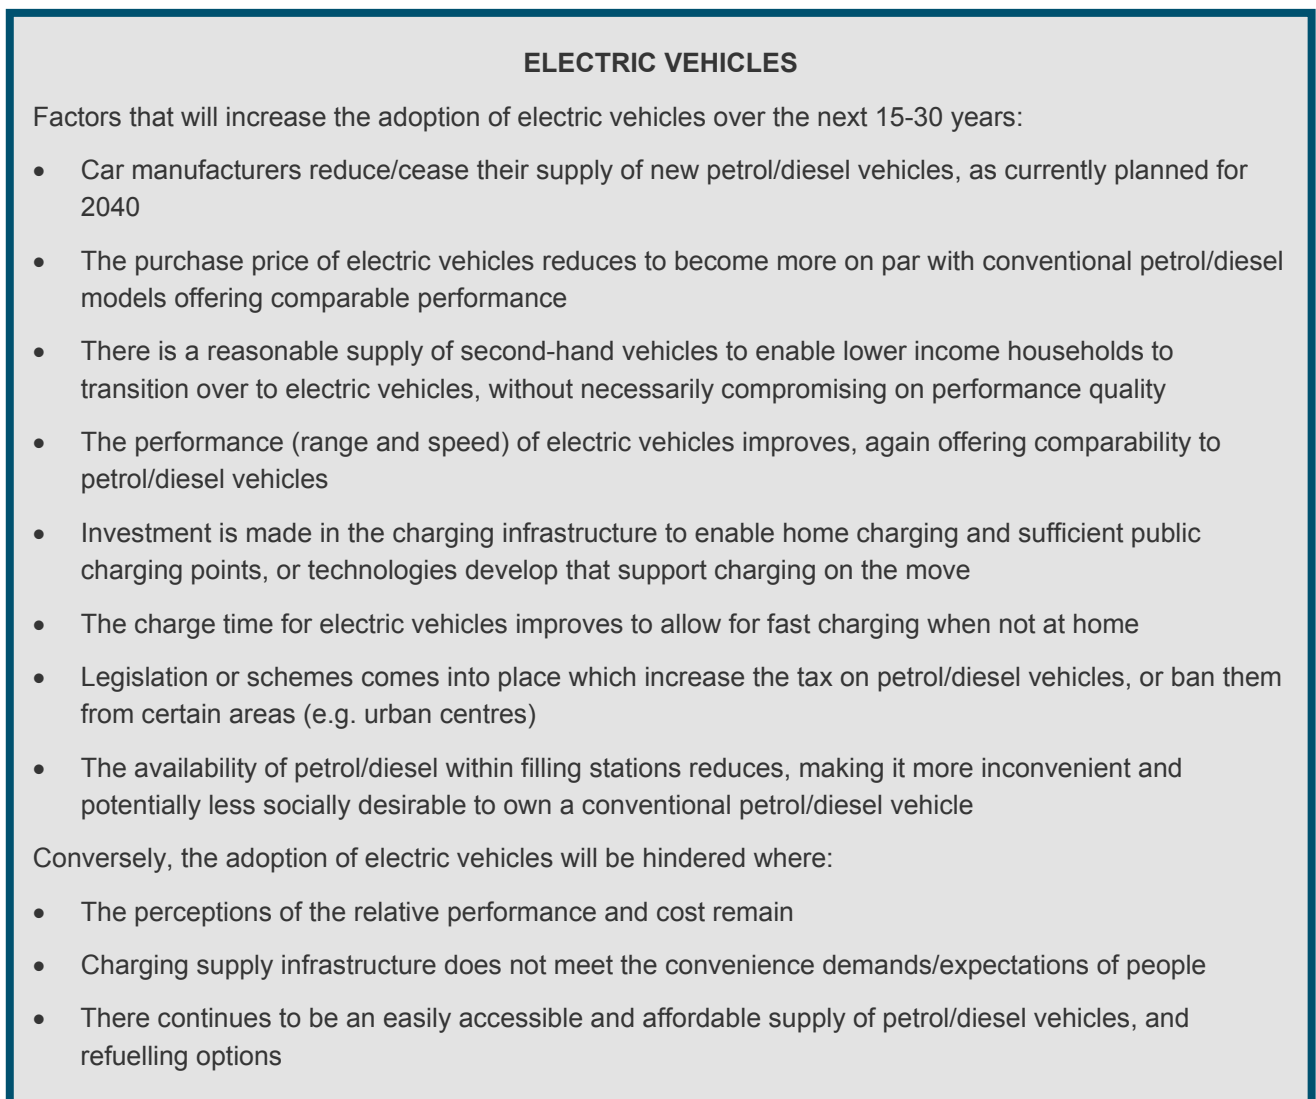 ELECTRIC VEHICLES
Factors that will increase the adoption of electric vehicles over the next 15-30 years:
• Car manufacturers reduce/cease their supply of new petrol/diesel vehicles, as currently planned for
2040
• The purchase price of electric vehicles reduces to become more on par with conventional petrol/diesel
models offering comparable performance
• There is a reasonable supply of second-hand vehicles to enable lower income households to
transition over to electric vehicles, without necessarily compromising on performance quality
• The performance (range and speed) of electric vehicles improves, again offering comparability to
petrol/diesel vehicles
• Investment is made in the charging infrastructure to enable home charging and sufficient public
charging points, or technologies develop that support charging on the move
• The charge time for electric vehicles improves to allow for fast charging when not at home
• Legislation or schemes comes into place which increase the tax on petrol/diesel vehicles, or ban them
from certain areas (e.g. urban centres)
• The availability of petrol/diesel within filling stations reduces, making it more inconvenient and
potentially less socially desirable to own a conventional petrol/diesel vehicle
Conversely, the adoption of electric vehicles will be hindered where:
• The perceptions of the relative performance and cost remain
• Charging supply infrastructure does not meet the convenience demands/expectations of people
• There continues to be an easily accessible and affordable supply of petrol/diesel vehicles, and
refuelling options